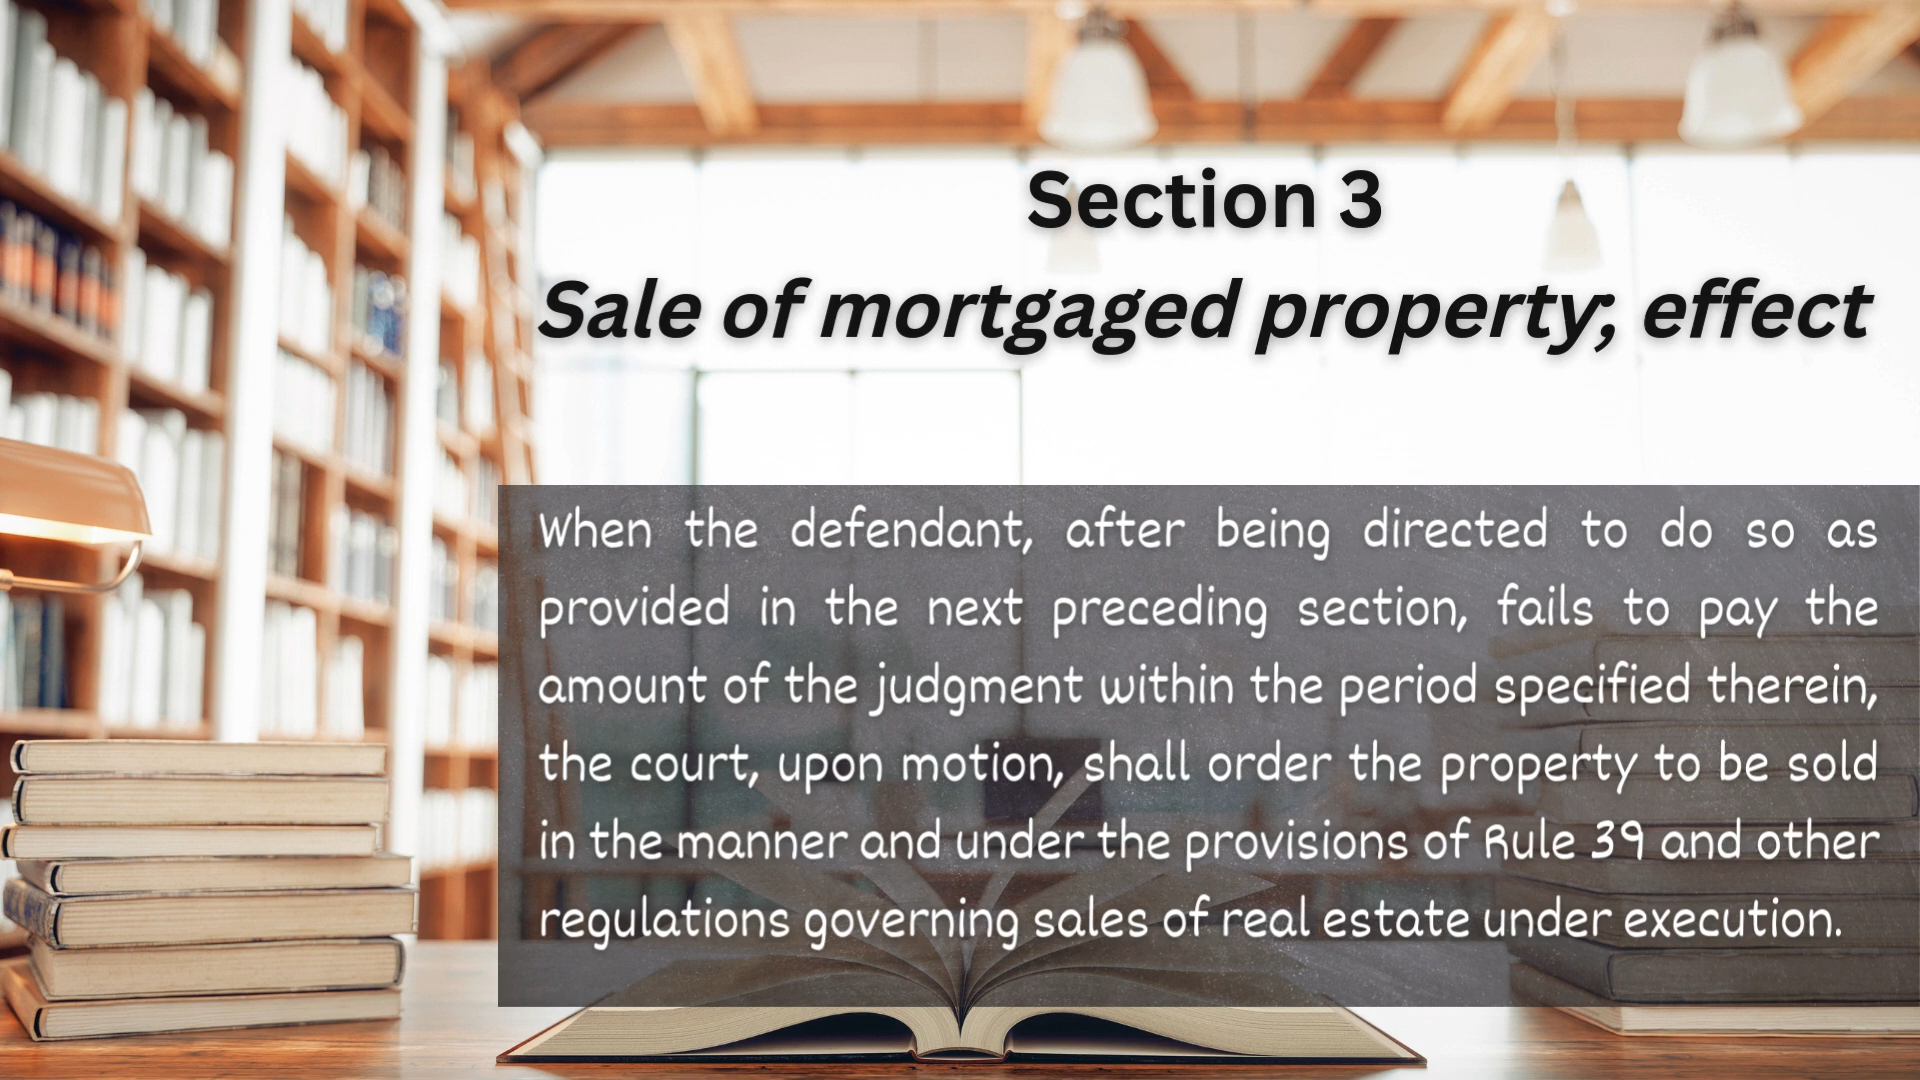 Section 3
Sale of mortgaged property; effect
When the defendant, after being directed to do so as
provided in the next preceding section, fails to pay the
amount of the judgment within the period specified therein,
the court, upon motion, shall order the property to be sold
in the manner and under the provisions of Rule 39 and other
regulations governing sales of real estate under execution.